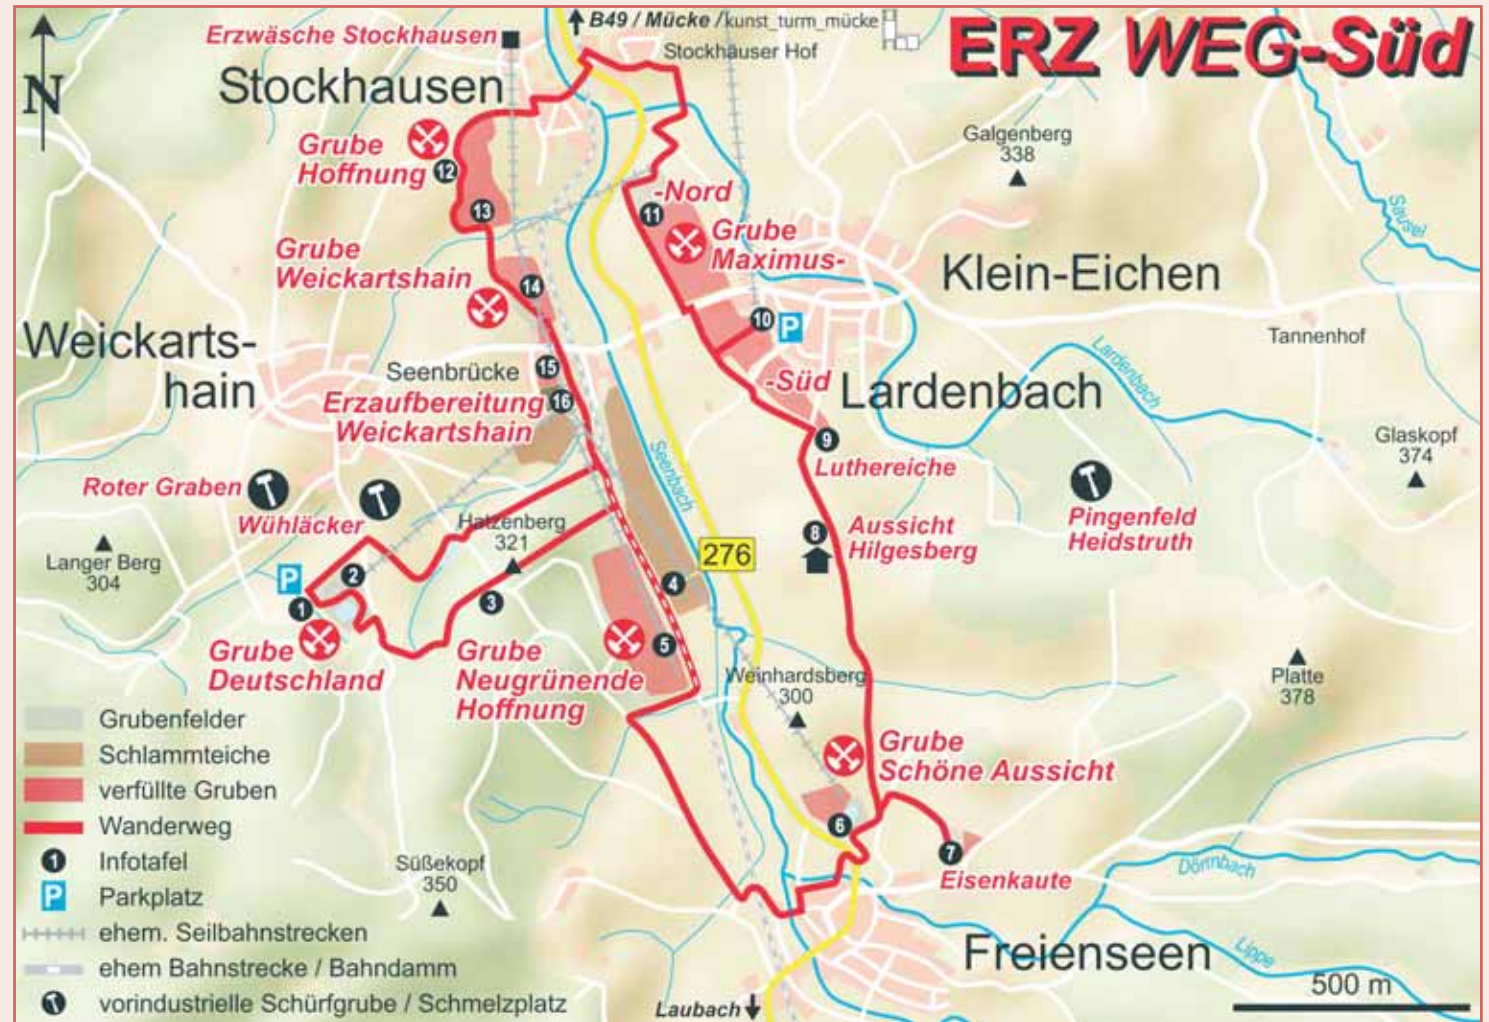 B49 / Mücke / kunst_turm_mücke
ERZ WEG-Süd
Erzwäsche Stockhausen
Stockhäuser Hof
N
Stockhausen
Galgenberg
338
Grube
Hoffnung
12
13
-Nord
11
Grube
Maximus-
Sausel
Grube
Weickartshain
14
Klein-Eichen
10
P
Weickarts-
hain
Tannenhof
15
Seenbrücke
-Süd
Lardenbach
Lardenbach
Erzaufbereitung
Weickartshain
16
9
Luthereiche
Glaskopf
374
Seenbach
Roter Graben
Wühläcker
Hatzenberg
321
8
Aussicht
Hilgesberg
Pingenfeld
Heidstruth
276
Langer Berg
304
P
1
2
3
4
5
Grube
Deutschland
Grube
Neugrünende
Hoffnung
Weinhardsberg
300
Platte
378
Grube
Schöne Aussicht
6
7
Eisenkaute
Süßekopf
350
Dörrnbach
Freienseen
Lippe
Laubach
500 m
Grubenfelder
Schlammteiche
verfüllte Gruben
Wanderweg
1 Infotafel
P Parkplatz
ehem. Seilbahnstrecken
ehem Bahnstrecke / Bahndamm
vorindustrielle Schürfgrube / Schmelzplatz